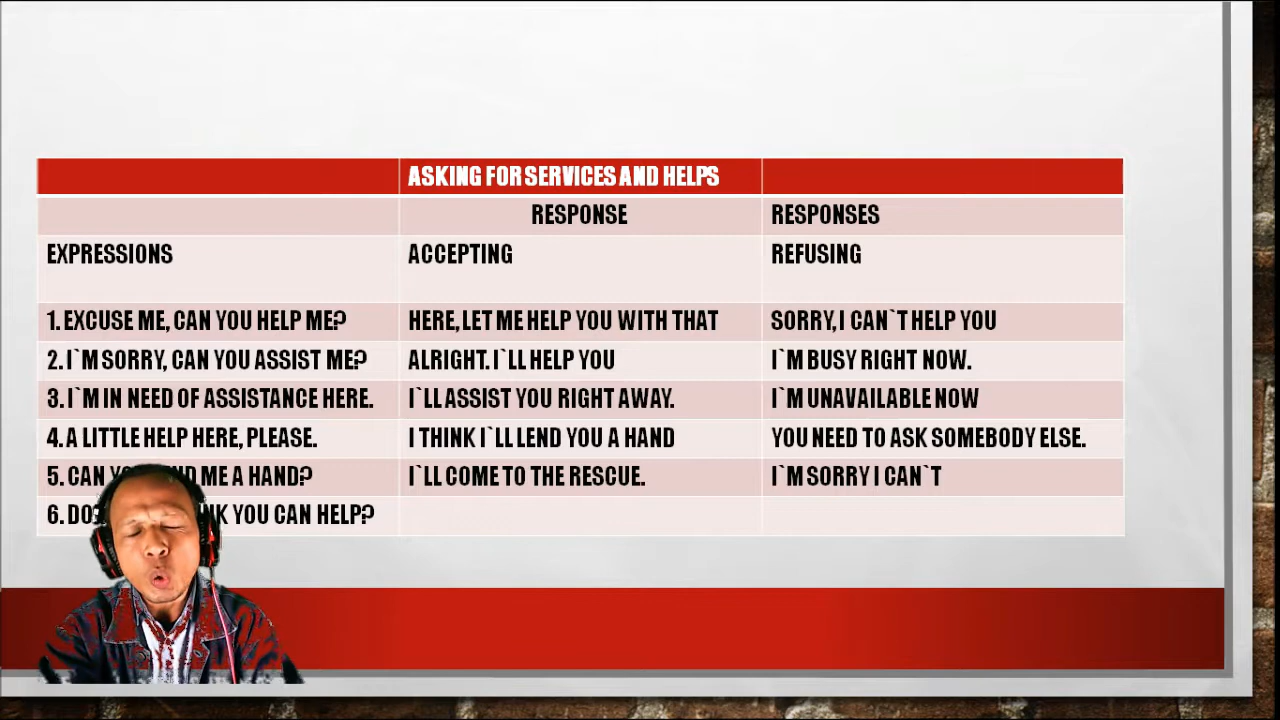 ASKING FOR SERVICES AND HELPS
RESPONSE RESPONSES
EXPRESSIONS ACCEPTING REFUSING
1. EXCUSE ME, CAN YOU HELP ME? HERE, LET ME HELP YOU WITH THAT SORRY, I CAN`T HELP YOU
2. I`M SORRY, CAN YOU ASSIST ME? ALRIGHT. I`LL HELP YOU I`M BUSY RIGHT NOW.
3. I`M IN NEED OF ASSISTANCE HERE. I`LL ASSIST YOU RIGHT AWAY. I`M UNAVAILABLE NOW
4. A LITTLE HELP HERE, PLEASE. I THINK I`LL LEND YOU A HAND YOU NEED TO ASK SOMEBODY ELSE.
5. CAN ME A HAND? I`LL COME TO THE RESCUE. I`M SORRY I CAN`T
6. YOU CAN HELP?